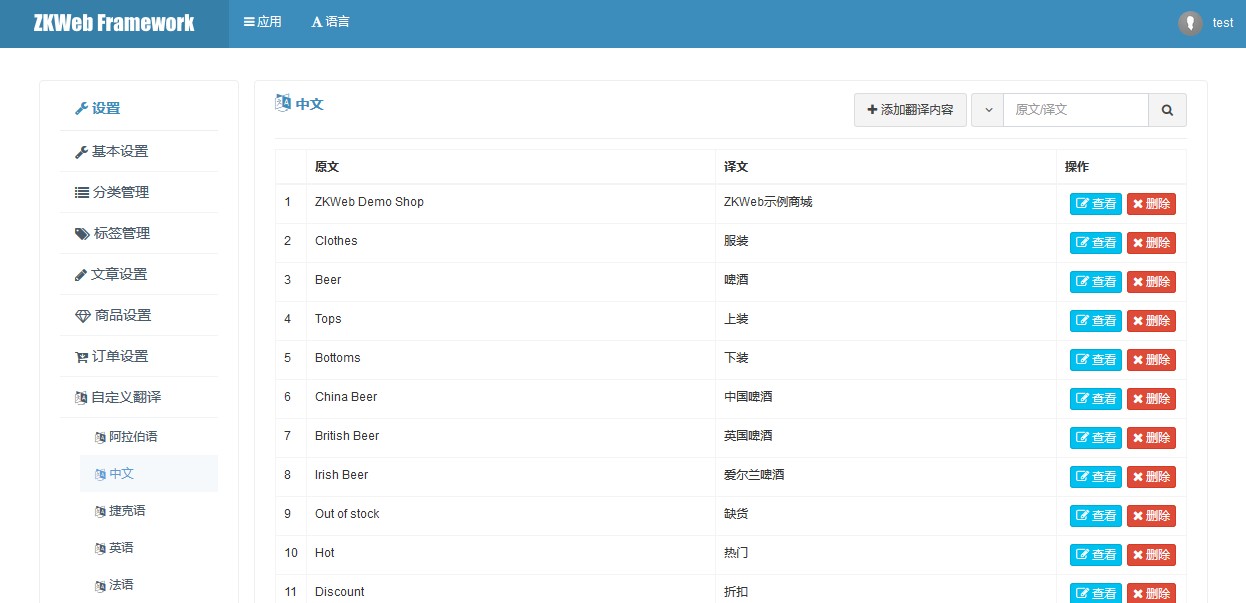 ZKWeb Framework 应用 语言 test
设置
基本设置
分类管理
标签管理
文章设置
商品设置
订单设置
自定义翻译
阿拉伯语
中文
捷克语
英语
法语
中文 添加翻译内容 原文/译文
原文 译文 操作
1 ZKWeb Demo Shop ZKWeb示例商城 查看 删除
2 Clothes 服装 查看 删除
3 Beer 啤酒 查看 删除
4 Tops 上装 查看 删除
5 Bottoms 下装 查看 删除
6 China Beer 中国啤酒 查看 删除
7 British Beer 英国啤酒 查看 删除
8 Irish Beer 爱尔兰啤酒 查看 删除
9 Out of stock 缺货 查看 删除
10 Hot 热门 查看 删除
11 Discount 折扣 查看 删除